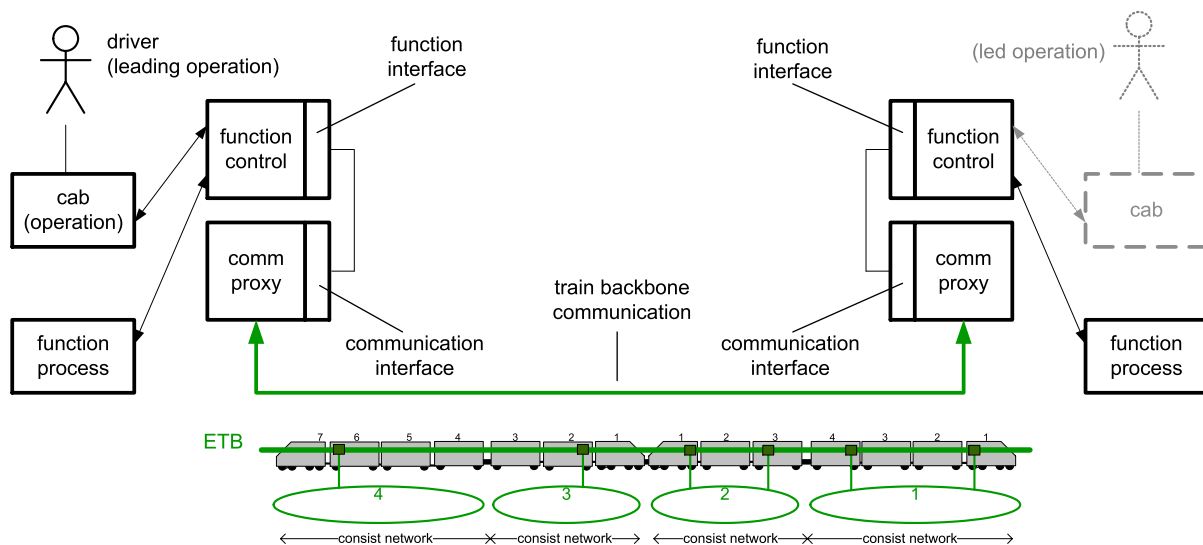 driver
(leading operation)
function
interface
function
interface
(led operation)
function
control
function
control
cab
(operation)
cab
comm
proxy
comm
proxy
train backbone
communication
function
process
communication
interface
communication
interface
function
process
ETB
7 6 5 4 3 2 1 1 2 3 4 3 2 1
4 3 2 1
consist network consist network consist network consist network